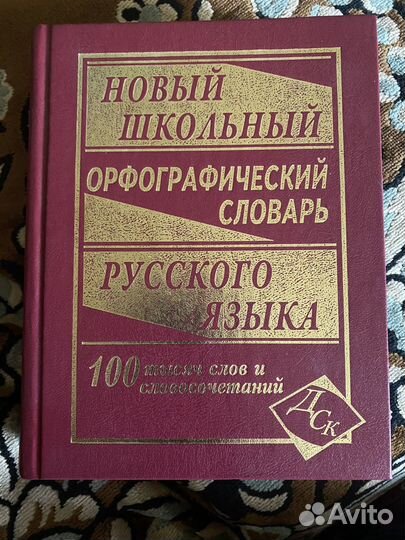 НОВЫЙ
ШКОЛЬНЫЙ
ОРФОГРАФИЧЕСКИЙ
СЛОВАРЬ
РУССКОГО
ЯЗЫКА
100 тысяч слов и
словосочетаний
ДСК
Avito